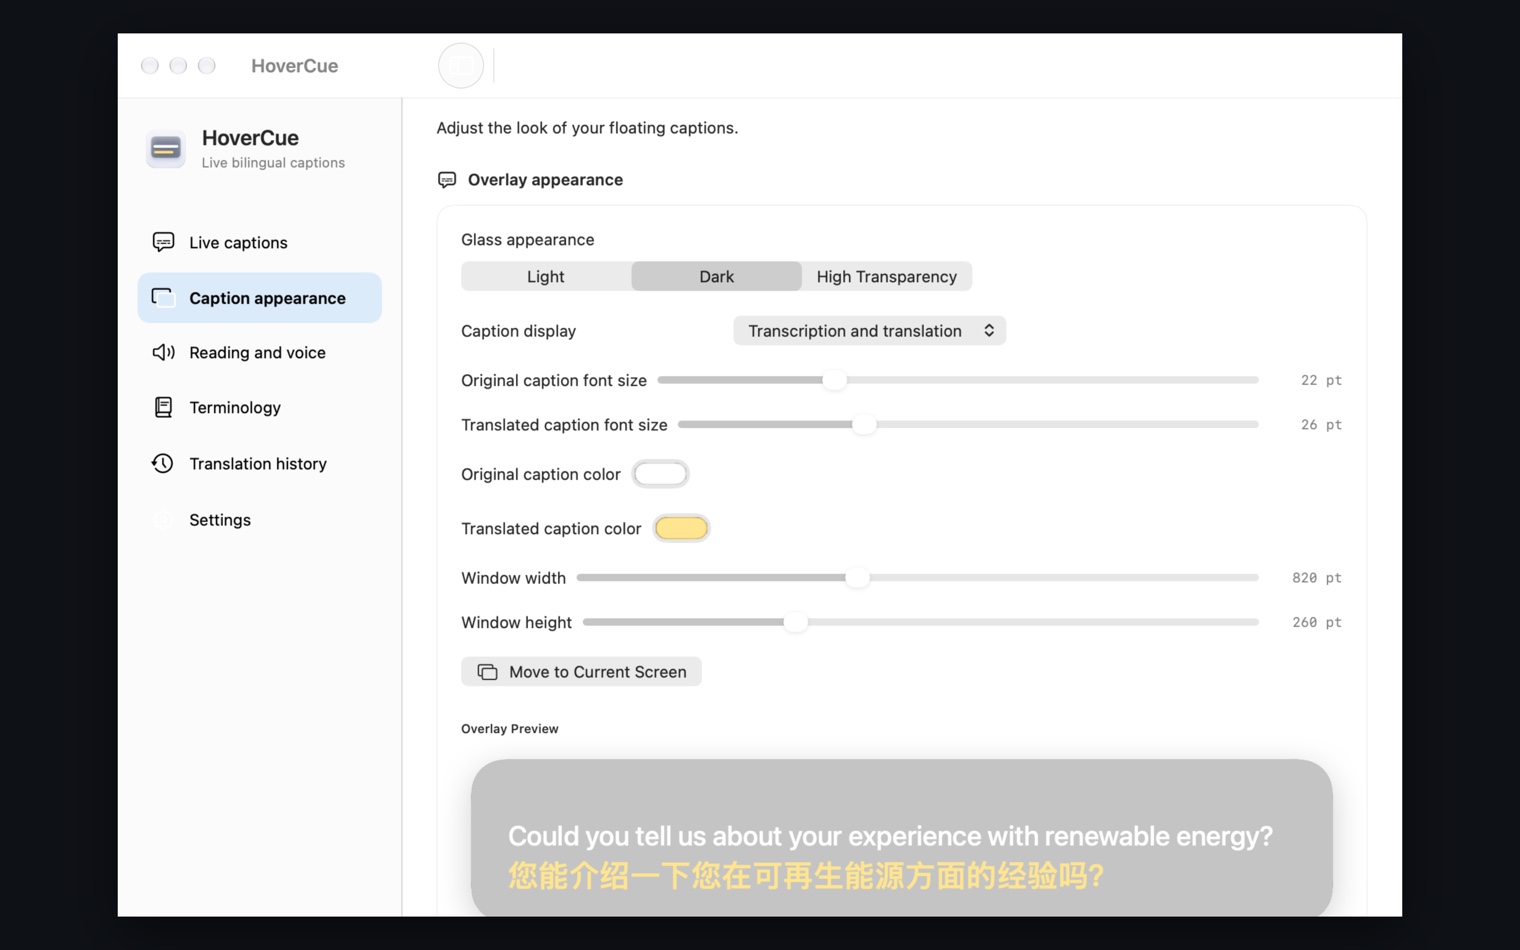 HoverCue
HoverCue
Live bilingual captions
Live captions
Caption appearance
Reading and voice
Terminology
Translation history
Settings
Adjust the look of your floating captions.
Overlay appearance
Glass appearance
Light Dark High Transparency
Caption display Transcription and translation
Original caption font size 22 pt
Translated caption font size 26 pt
Original caption color
Translated caption color
Window width 820 pt
Window height 260 pt
Move to Current Screen
Overlay Preview
Could you tell us about your experience with renewable energy?
您能介绍一下您在可再生能源方面的经验吗?